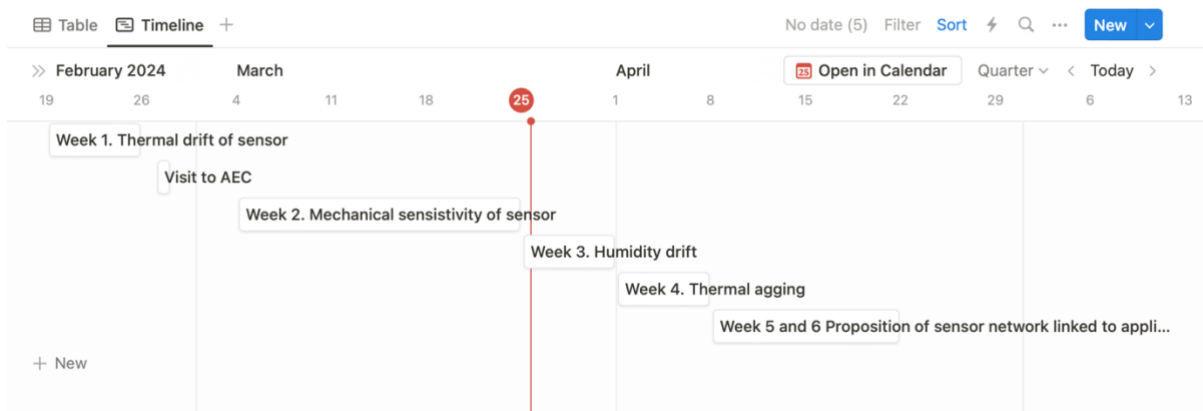 Table Timeline + No date (5) Filter Sort ... New
>> February 2024 March April 25 Open in Calendar Quarter < Today >
19 26 4 11 18 25 1 8 15 22 29 6 13
Week 1. Thermal drift of sensor
Visit to AEC
Week 2. Mechanical sensistivity of sensor
Week 3. Humidity drift
Week 4. Thermal agging
Week 5 and 6 Proposition of sensor network linked to appli...
+ New